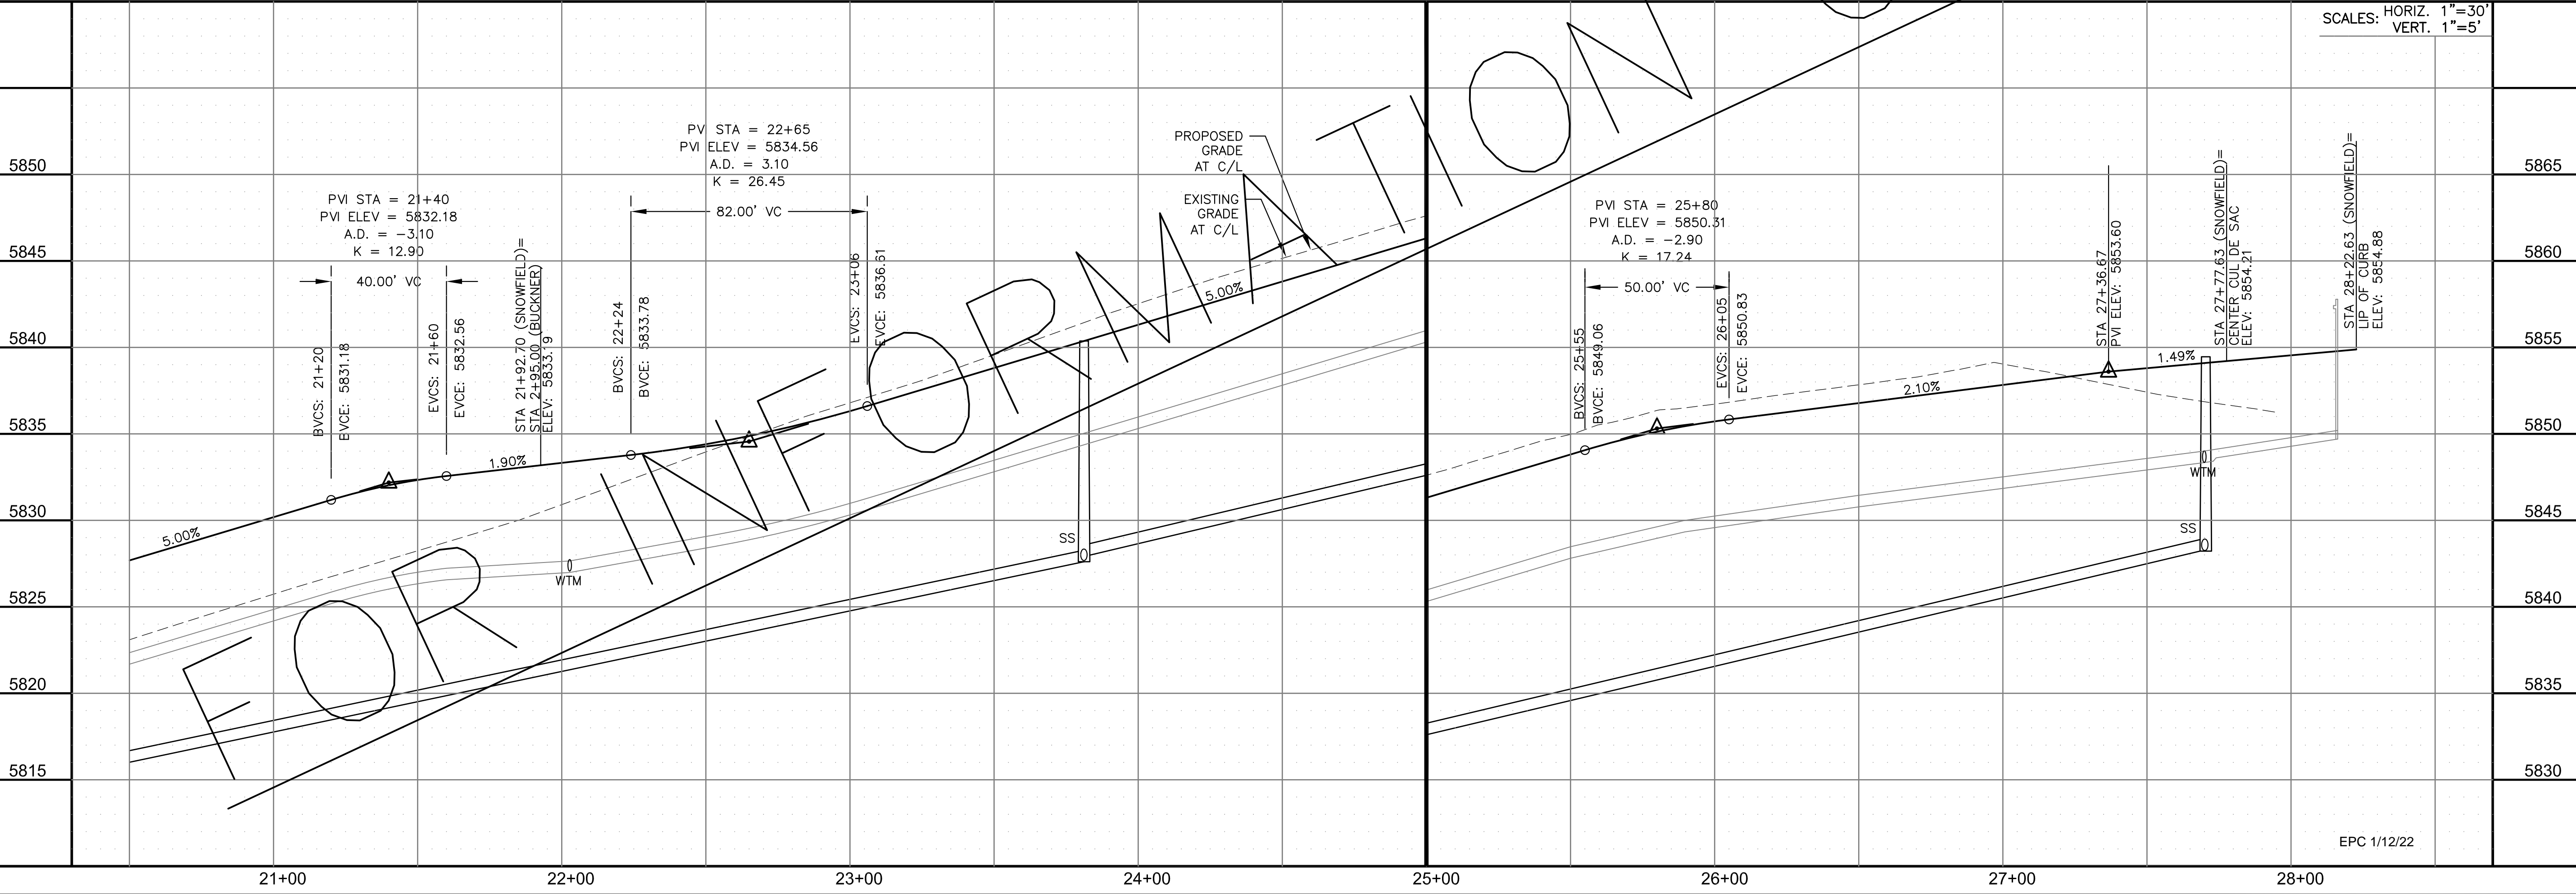 SCALES: HORIZ. 1"=30'
VERT. 1"=5'
FOR INFORMATION
PVI STA = 21+40
PVI ELEV = 5832.18
A.D. = -3.10
K = 12.90
40.00' VC
BVCS: 21+20
BVCE: 5831.18
EVCS: 21+60
EVCE: 5832.56
STA 21+92.70 (SNOWFIELD)=
STA 2+95.00 (BUCKNER)
PV STA = 22+65
PVI ELEV = 5834.56
A.D. = 3.10
K = 26.45
82.00' VC
BVCS: 22+24
BVCE: 5833.78
EVCS: 23+06
EVCE: 5836.61
PROPOSED
GRADE
AT C/L
EXISTING
GRADE
AT C/L
PVI STA = 25+80
PVI ELEV = 5850.31
A.D. = -2.90
K = 17.24
50.00' VC
BVCS: 25+55
BVCE: 5849.06
EVCS: 26+05
EVCE: 5850.83
STA 27+36.67
PVI ELEV: 5853.60
STA 27+77.63 (SNOWFIELD)=
CENTER CUL DE SAC
ELEV: 5854.21
STA 28+22.63 (SNOWFIELD)=
LIP OF CURB
ELEV: 5854.88
5.00%
1.90%
5.00%
2.10%
1.49%
WTM
SS
WTM
SS
5850
5845
5840
5835
5830
5825
5820
5815
5865
5860
5855
5850
5845
5840
5835
5830
EPC 1/12/22
21+00 22+00 23+00 24+00 25+00 26+00 27+00 28+00